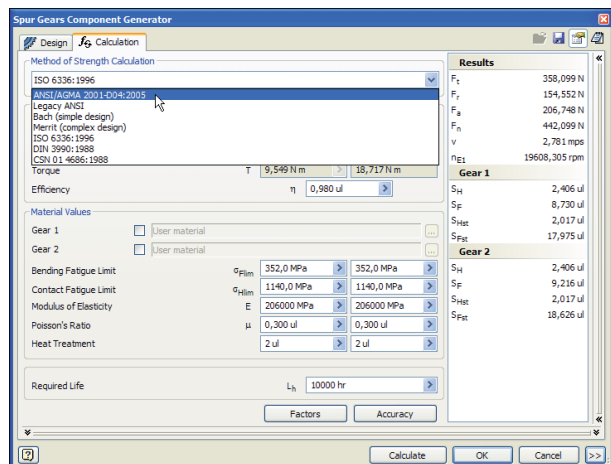 Spur Gears Component Generator
Design
fG Calculation
Method of Strength Calculation
ISO 6336:1996
ANSI/AGMA 2001-D04:2005
Legacy ANSI
Bach (simple design)
Merrit (complex design)
ISO 6336:1996
DIN 3990:1988
CSN 01 4686:1988
Torque T 9,549 N m > 18,717 N m
Efficiency η 0,980 ul >
Material Values
Gear 1 User material ...
Gear 2 User material ...
Bending Fatigue Limit σFlim 352,0 MPa > 352,0 MPa >
Contact Fatigue Limit σHlim 1140,0 MPa > 1140,0 MPa >
Modulus of Elasticity E 206000 MPa > 206000 MPa >
Poisson's Ratio μ 0,300 ul > 0,300 ul >
Heat Treatment 2 ul > 2 ul >
Required Life Lh 10000 hr >
Factors Accuracy
Results
Ft 358,099 N
Fr 154,552 N
Fa 206,748 N
Fn 442,099 N
v 2,781 mps
nE1 19608,305 rpm
Gear 1
SH 2,406 ul
SF 8,730 ul
SHst 2,017 ul
SFst 17,975 ul
Gear 2
SH 2,406 ul
SF 9,216 ul
SHst 2,017 ul
SFst 18,626 ul
? Calculate OK Cancel >>